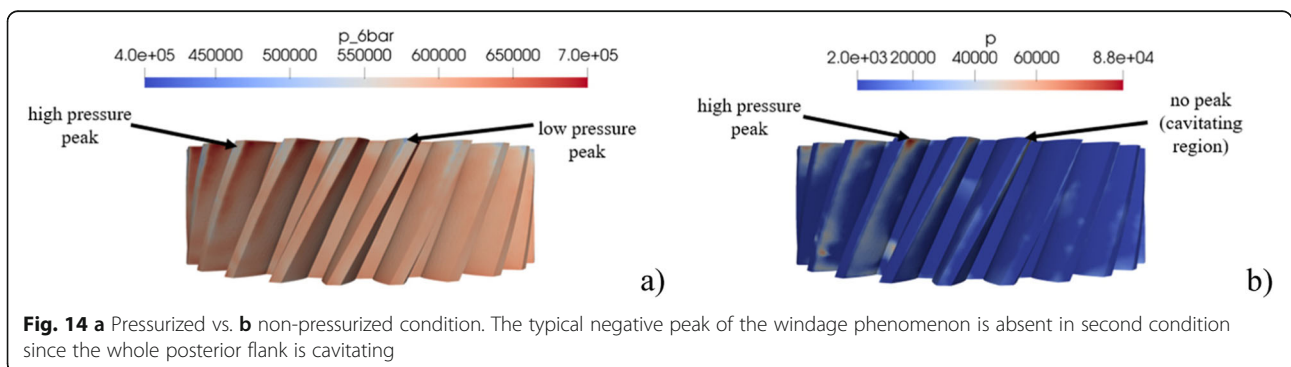 p_6bar
4.0e+05 450000 500000 550000 600000 650000 7.0e+05
high pressure
peak
low pressure
peak
a)
p
2.0e+03 20000 40000 60000 8.8e+04
high pressure
peak
no peak
(cavitating
region)
b)
Fig. 14 a Pressurized vs. b non-pressurized condition. The typical negative peak of the windage phenomenon is absent in second condition
since the whole posterior flank is cavitating